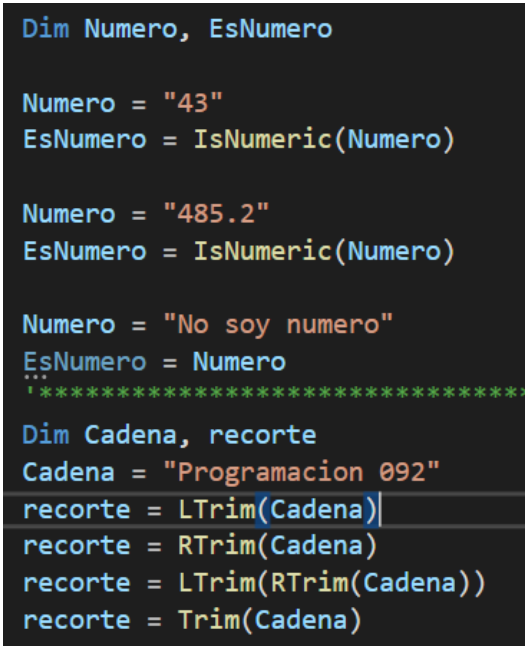 Dim Numero, EsNumero
Numero = "43"
EsNumero = IsNumeric(Numero)
Numero = "485.2"
EsNumero = IsNumeric(Numero)
Numero = "No soy numero"
EsNumero = Numero
'********************************
Dim Cadena, recorte
Cadena = "Programacion 092"
recorte = LTrim(Cadena)
recorte = RTrim(Cadena)
recorte = LTrim(RTrim(Cadena))
recorte = Trim(Cadena)